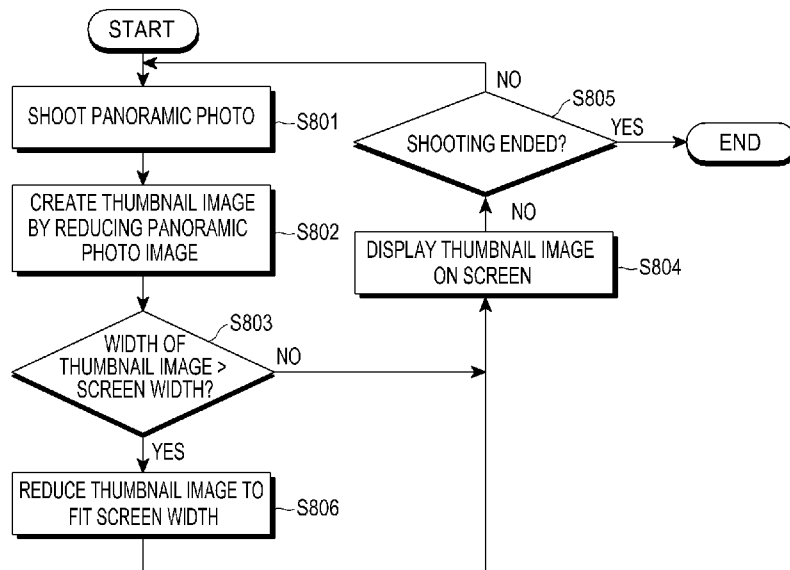 START
SHOOT PANORAMIC PHOTO
S801
CREATE THUMBNAIL IMAGE
BY REDUCING PANORAMIC
PHOTO IMAGE
S802
S803
WIDTH OF
THUMBNAIL IMAGE >
SCREEN WIDTH?
NO
YES
REDUCE THUMBNAIL IMAGE TO
FIT SCREEN WIDTH
S806
DISPLAY THUMBNAIL IMAGE
ON SCREEN
S804
NO
SHOOTING ENDED?
S805
NO
YES
END